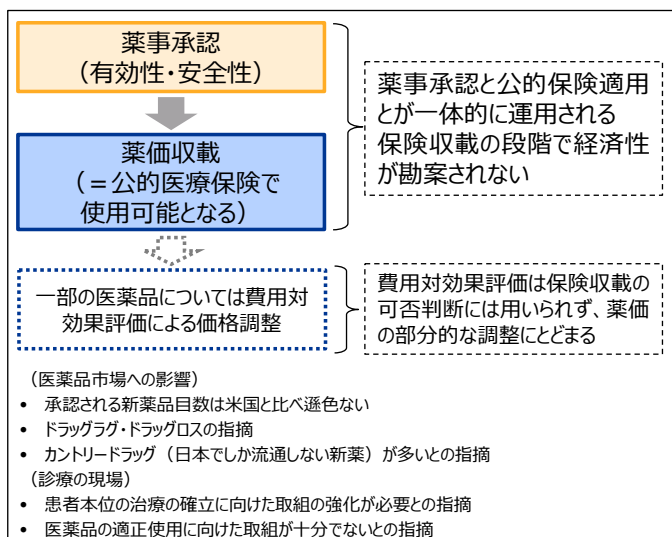 薬事承認
（有効性・安全性）
薬価収載
（＝公的医療保険で
使用可能となる）
薬事承認と公的保険適用
とが一体的に運用される
保険収載の段階で経済性
が勘案されない
一部の医薬品については費用対
効果評価による価格調整
費用対効果評価は保険収載の
可否判断には用いられず、薬価
の部分的な調整にとどまる
（医薬品市場への影響）
• 承認される新薬品目数は米国と比べ遜色ない
• ドラッグラグ・ドラッグロスの指摘
• カントリードラッグ（日本でしか流通しない新薬）が多いとの指摘
（診療の現場）
• 患者本位の治療の確立に向けた取組の強化が必要との指摘
• 医薬品の適正使用に向けた取組が十分でないとの指摘